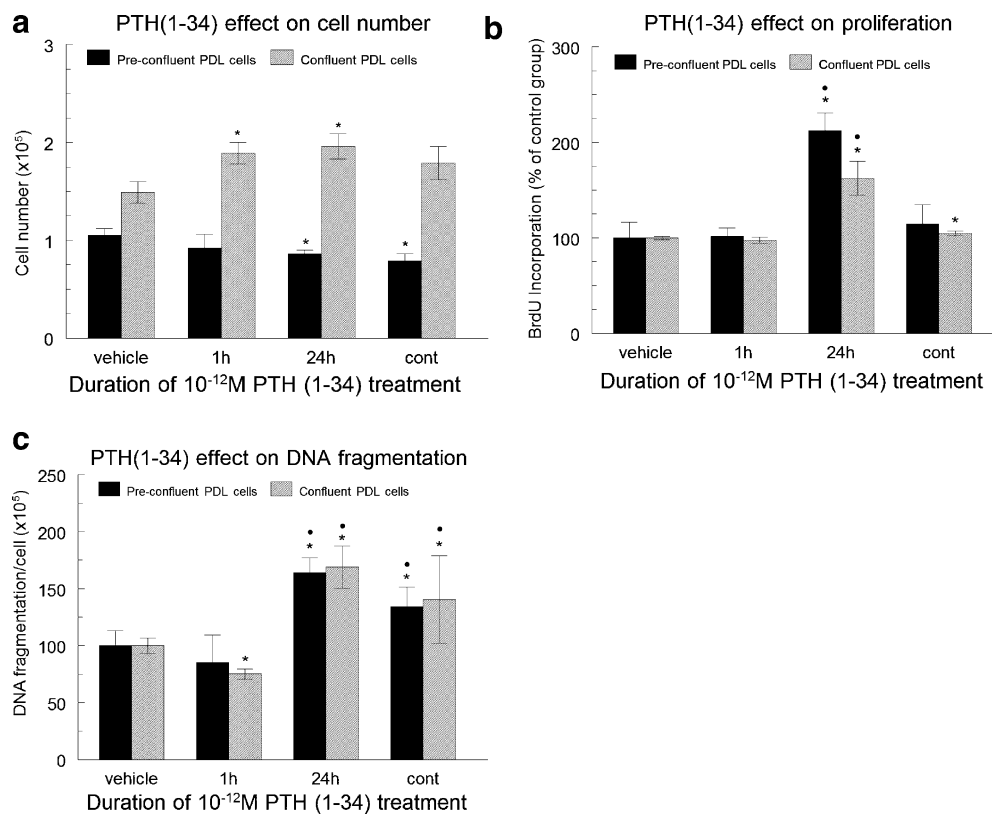 a
PTH(1-34) effect on cell number
3
2
1
0
Cell number (x10⁵)
Pre-confluent PDL cells
Confluent PDL cells
*
*
*
*
vehicle 1h 24h cont
Duration of 10⁻¹²M PTH (1-34) treatment
b
PTH(1-34) effect on proliferation
300
250
200
150
100
50
0
BrdU Incorporation (% of control group)
Pre-confluent PDL cells
Confluent PDL cells
•
*
•
*
*
vehicle 1h 24h cont
Duration of 10⁻¹²M PTH (1-34) treatment
c
PTH(1-34) effect on DNA fragmentation
250
200
150
100
50
0
DNA fragmentation/cell (x10⁵)
Pre-confluent PDL cells
Confluent PDL cells
*
•
*
•
*
•
*
•
*
vehicle 1h 24h cont
Duration of 10⁻¹²M PTH (1-34) treatment